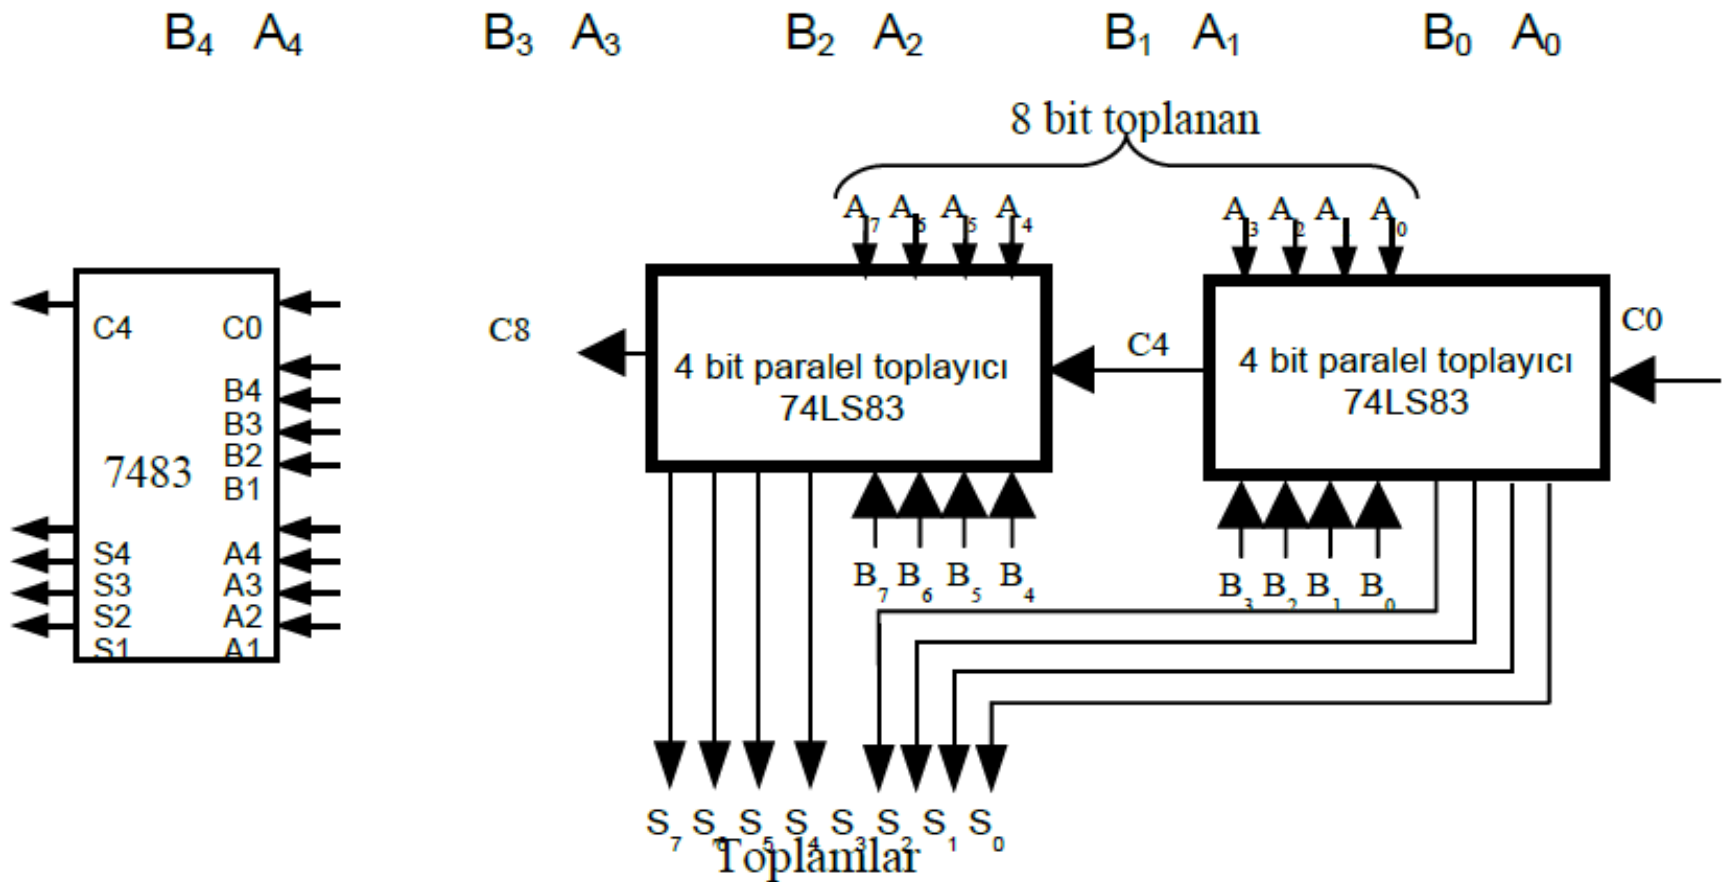 B₄ A₄ B₃ A₃ B₂ A₂ B₁ A₁ B₀ A₀
8 bit toplanan
A₇ A₆ A₅ A₄
A₃ A₂ A A₀
C4 C0
B4
B3
B2
B1
7483
S4 A4
S3 A3
S2 A2
S1 A1
C8
4 bit paralel toplayıcı
74LS83
C4
4 bit paralel toplayıcı
74LS83
C0
B₇ B₆ B₅ B₄
B₃ B₂ B₁ B₀
S₇ S₆ S₅ S₄ S₃ S₂ S₁ S₀
Toplamlar